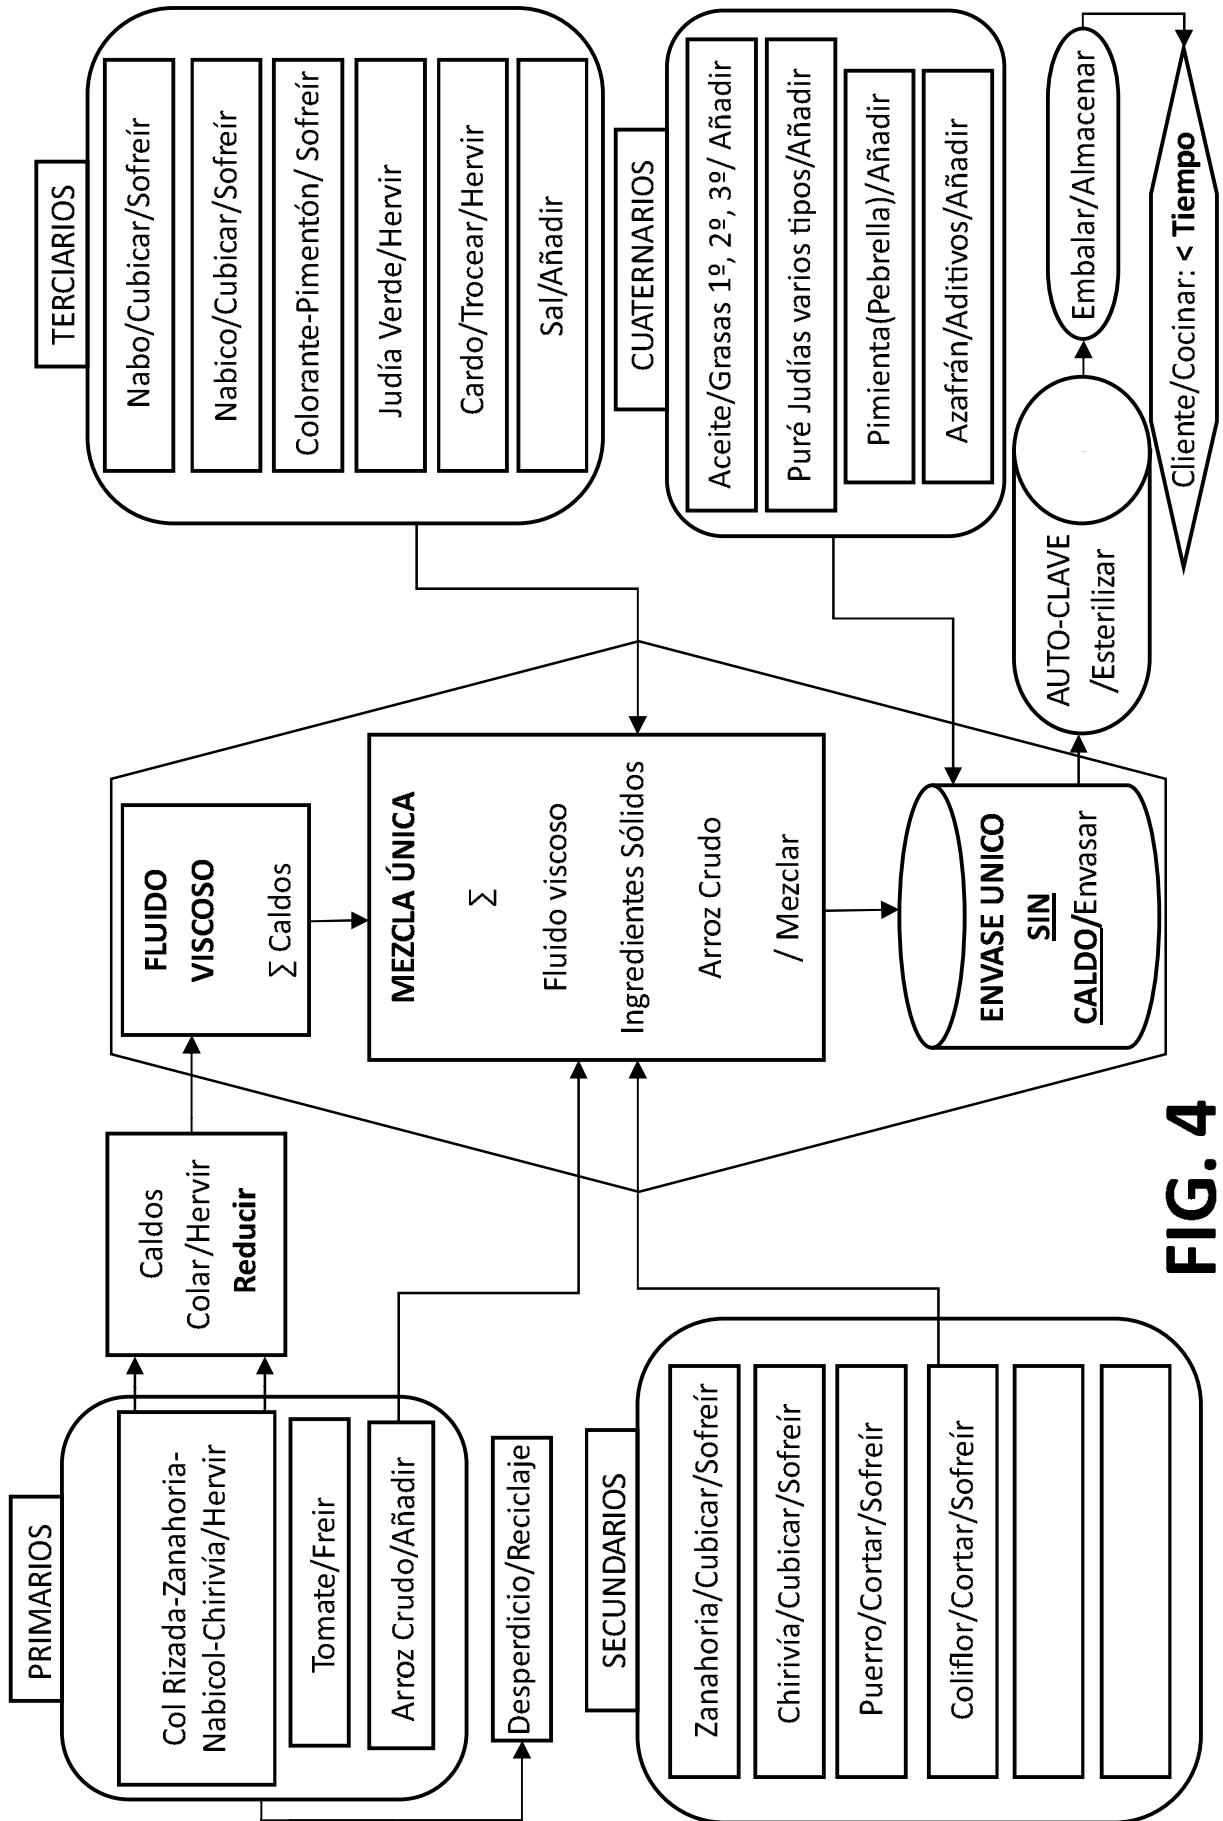 PRIMARIOS
Col Rizada-Zanahoria-
Nabicol-Chirivía/Hervir
Tomate/Freir
Arroz Crudo/Añadir
Desperdicio/Reciclaje
SECUNDARIOS
Zanahoria/Cubicar/Sofreír
Chirivía/Cubicar/Sofreír
Puerro/Cortar/Sofreír
Coliflor/Cortar/Sofreír
Caldos
Colar/Hervir
Reducir
FLUIDO
VISCOSO
∑ Caldos
MEZCLA ÚNICA
∑
Fluido viscoso
Ingredientes Sólidos
Arroz Crudo
/ Mezclar
ENVASE UNICO
SIN
CALDO/Envasar
TERCIARIOS
Nabo/Cubicar/Sofreír
Nabico/Cubicar/Sofreír
Colorante-Pimentón/ Sofreír
Judía Verde/Hervir
Cardo/Trocear/Hervir
Sal/Añadir
CUATERNARIOS
Aceite/Grasas 1º, 2º, 3º/ Añadir
Puré Judías varios tipos/Añadir
Pimienta(Pebrella)/Añadir
Azafrán/Aditivos/Añadir
AUTO-CLAVE
/Esterilizar
Embalar/Almacenar
Cliente/Cocinar: < Tiempo
FIG. 4